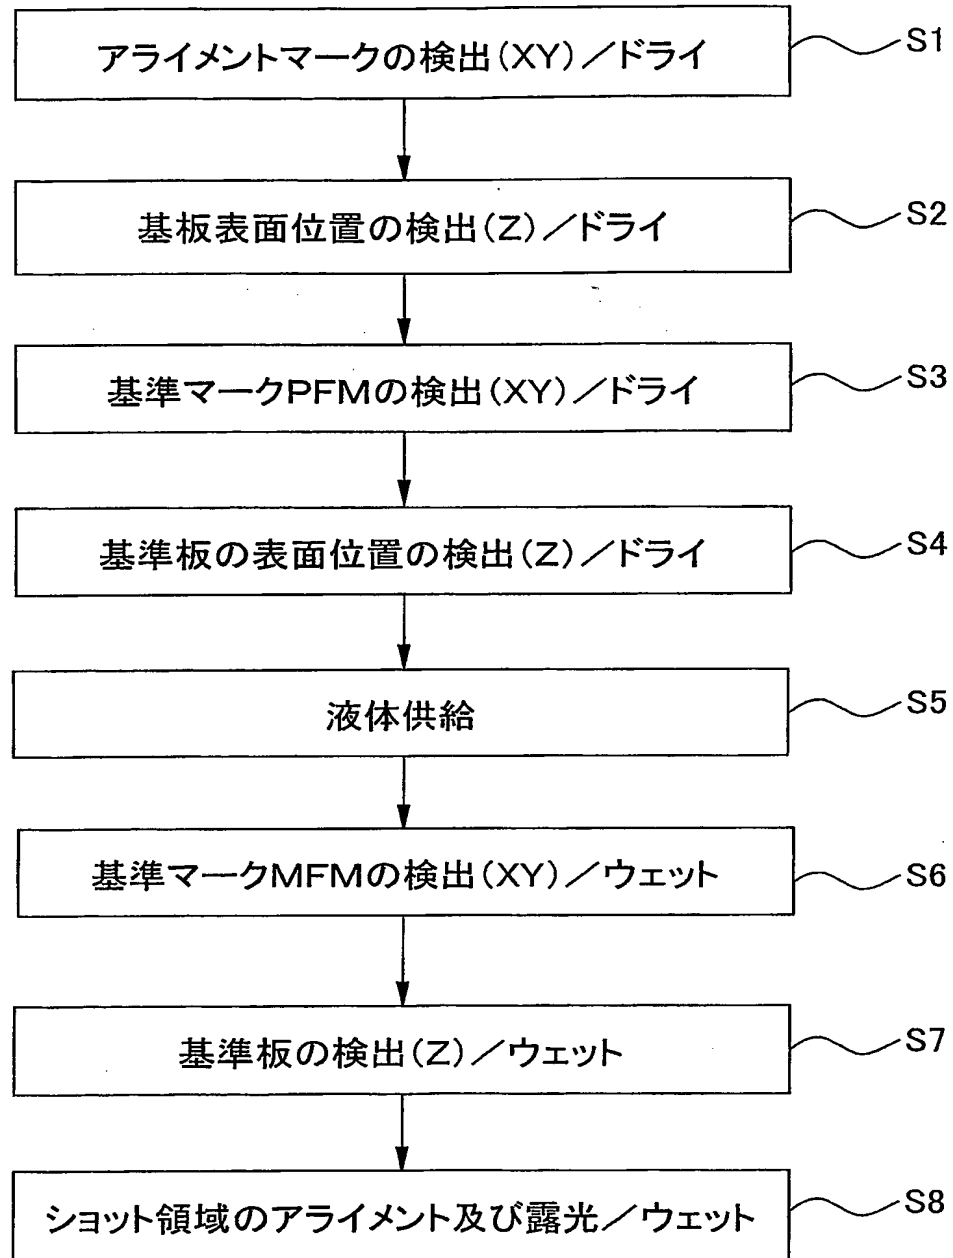 アライメントマークの検出(XY)／ドライ
S1
基板表面位置の検出(Z)／ドライ
S2
基準マークPFMの検出(XY)／ドライ
S3
基準板の表面位置の検出(Z)／ドライ
S4
液体供給
S5
基準マークMFMの検出(XY)／ウェット
S6
基準板の検出(Z)／ウェット
S7
ショット領域のアライメント及び露光／ウェット
S8